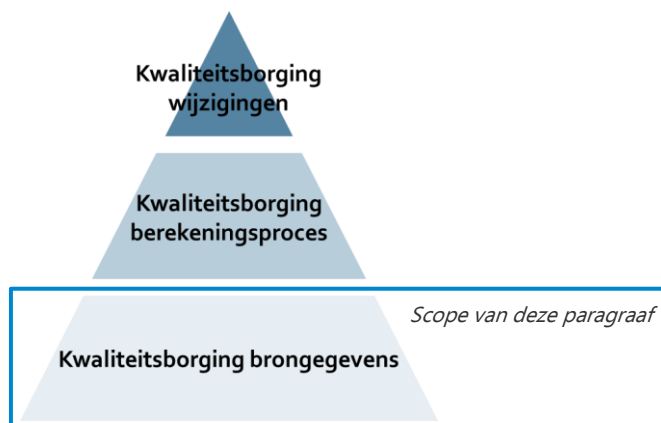 Kwaliteitsborging
wijzigingen
Kwaliteitsborging
berekeningsproces
Scope van deze paragraaf
Kwaliteitsborging brongegevens